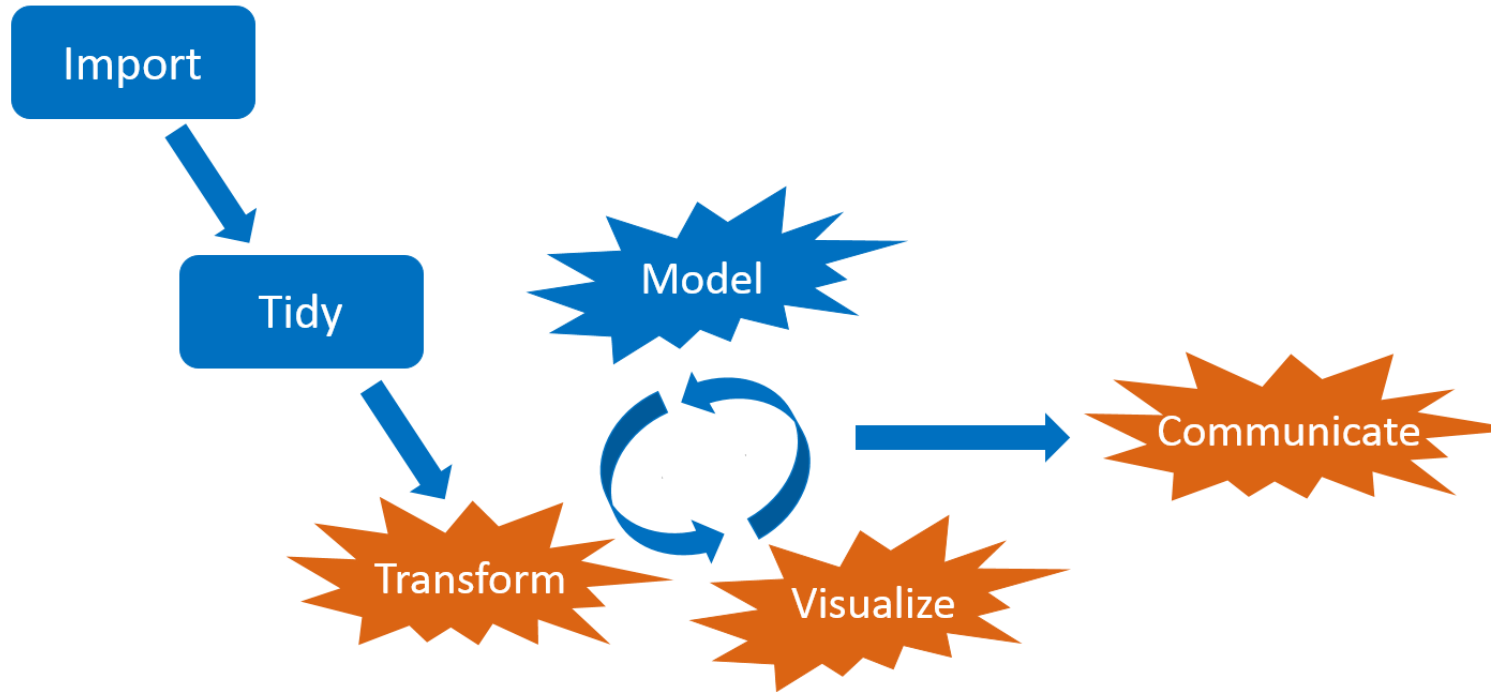 Import
Tidy
Model
Transform
Visualize
Communicate